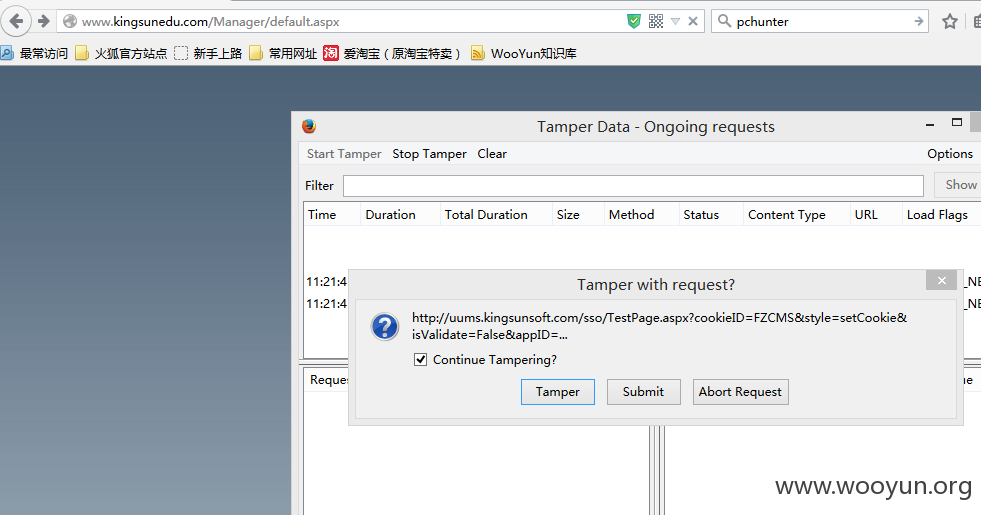 www.kingsunedu.com/Manager/default.aspx
pchunter
最常访问 火狐官方站点 新手上路 常用网址 淘 爱淘宝（原淘宝特卖） WooYun知识库
Tamper Data - Ongoing requests
Start Tamper Stop Tamper Clear Options
Filter Show
Time Duration Total Duration Size Method Status Content Type URL Load Flags
11:21:4
11:21:4
Tamper with request?
http://uums.kingsunsoft.com/sso/TestPage.aspx?cookieID=FZCMS&style=setCookie&
isValidate=False&appID=...
Continue Tampering?
Tamper Submit Abort Request
www.wooyun.org